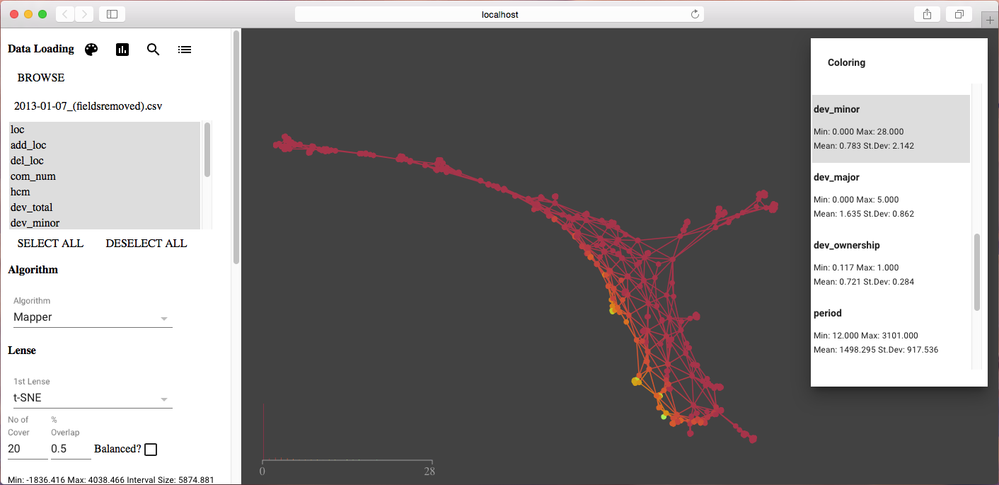 localhost
Data Loading
BROWSE
2013-01-07_(fieldsremoved).csv
loc
add_loc
del_loc
com_num
hcm
dev_total
dev_minor
SELECT ALL DESELECT ALL
Algorithm
Algorithm
Mapper
Lense
1st Lense
t-SNE
No of Cover
% Overlap
20 0.5 Balanced?
Min: -1836.416 Max: 4038.466 Interval Size: 5874.881
0 28
Coloring
dev_minor
Min: 0.000 Max: 28.000
Mean: 0.783 St.Dev: 2.142
dev_major
Min: 0.000 Max: 5.000
Mean: 1.635 St.Dev: 0.862
dev_ownership
Min: 0.117 Max: 1.000
Mean: 0.721 St.Dev: 0.284
period
Min: 12.000 Max: 3101.000
Mean: 1498.295 St.Dev: 917.536